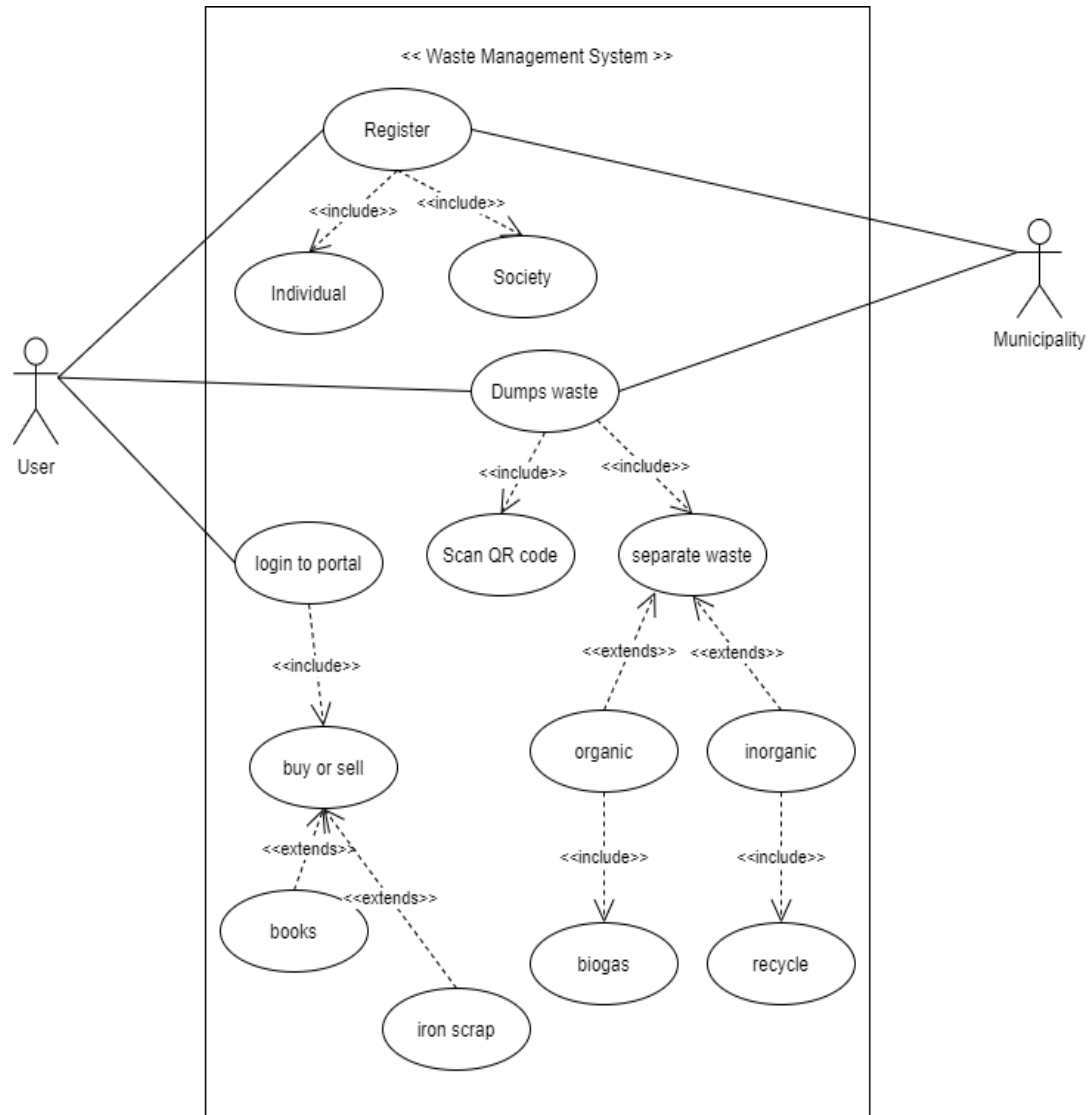 << Waste Management System >>
Register
<<include>>
<<include>>
Individual
Society
Municipality
Dumps waste
User
<<include>>
<<include>>
login to portal
Scan QR code
separate waste
<<include>>
<<extends>>
<<extends>>
buy or sell
organic
inorganic
<<extends>>
<<include>>
<<include>>
<<extends>>
books
biogas
recycle
iron scrap